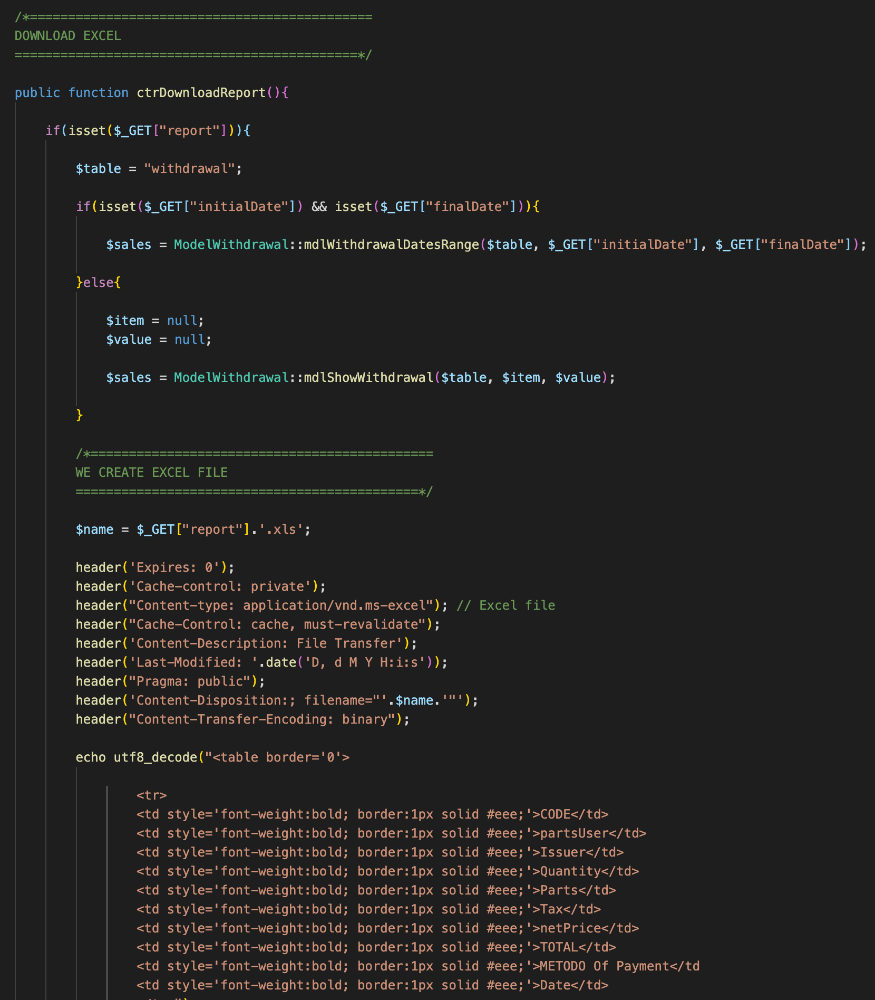 /*=============================================
DOWNLOAD EXCEL
=============================================*/
public function ctrDownloadReport(){
if(isset($_GET["report"])){
$table = "withdrawal";
if(isset($_GET["initialDate"]) && isset($_GET["finalDate"])){
$sales = ModelWithdrawal::mdlWithdrawalDatesRange($table, $_GET["initialDate"], $_GET["finalDate"]);
}else{
$item = null;
$value = null;
$sales = ModelWithdrawal::mdlShowWithdrawal($table, $item, $value);
}
/*=============================================
WE CREATE EXCEL FILE
=============================================*/
$name = $_GET["report"].'.xls';
header('Expires: 0');
header('Cache-control: private');
header("Content-type: application/vnd.ms-excel"); // Excel file
header("Cache-Control: cache, must-revalidate");
header('Content-Description: File Transfer');
header('Last-Modified: '.date('D, d M Y H:i:s'));
header("Pragma: public");
header('Content-Disposition:; filename="'.$name.'"');
header("Content-Transfer-Encoding: binary");
echo utf8_decode("<table border='0'>
<tr>
<td style='font-weight:bold; border:1px solid #eee;'>CODE</td>
<td style='font-weight:bold; border:1px solid #eee;'>partsUser</td>
<td style='font-weight:bold; border:1px solid #eee;'>Issuer</td>
<td style='font-weight:bold; border:1px solid #eee;'>Quantity</td>
<td style='font-weight:bold; border:1px solid #eee;'>Parts</td>
<td style='font-weight:bold; border:1px solid #eee;'>Tax</td>
<td style='font-weight:bold; border:1px solid #eee;'>netPrice</td>
<td style='font-weight:bold; border:1px solid #eee;'>TOTAL</td>
<td style='font-weight:bold; border:1px solid #eee;'>METODO Of Payment</td
<td style='font-weight:bold; border:1px solid #eee;'>Date</td>